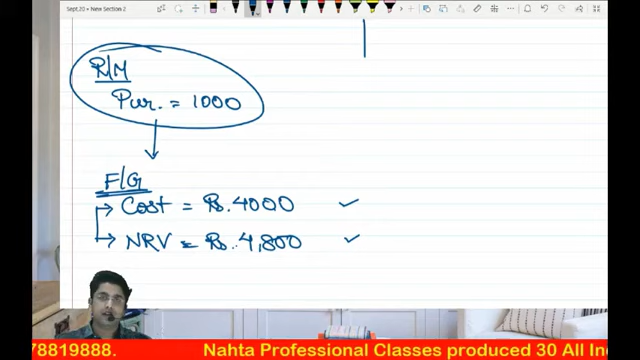 Sept.20 » New Section 2
R/M
Pur. = 1000
F/G
Cost = Rs. 4000
NRV = Rs. 4,800
78819888. Nahta Professional Classes produced 30 All In